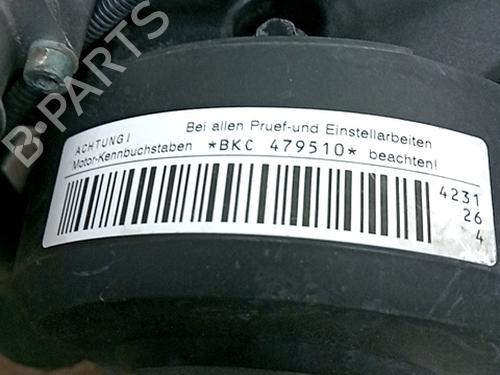 B-PARTS
ACHTUNG! Bei allen Pruef-und Einstellarbeiten
Motor-Kennbuchstaben *BKC 479510* beachten!
4231
26
4